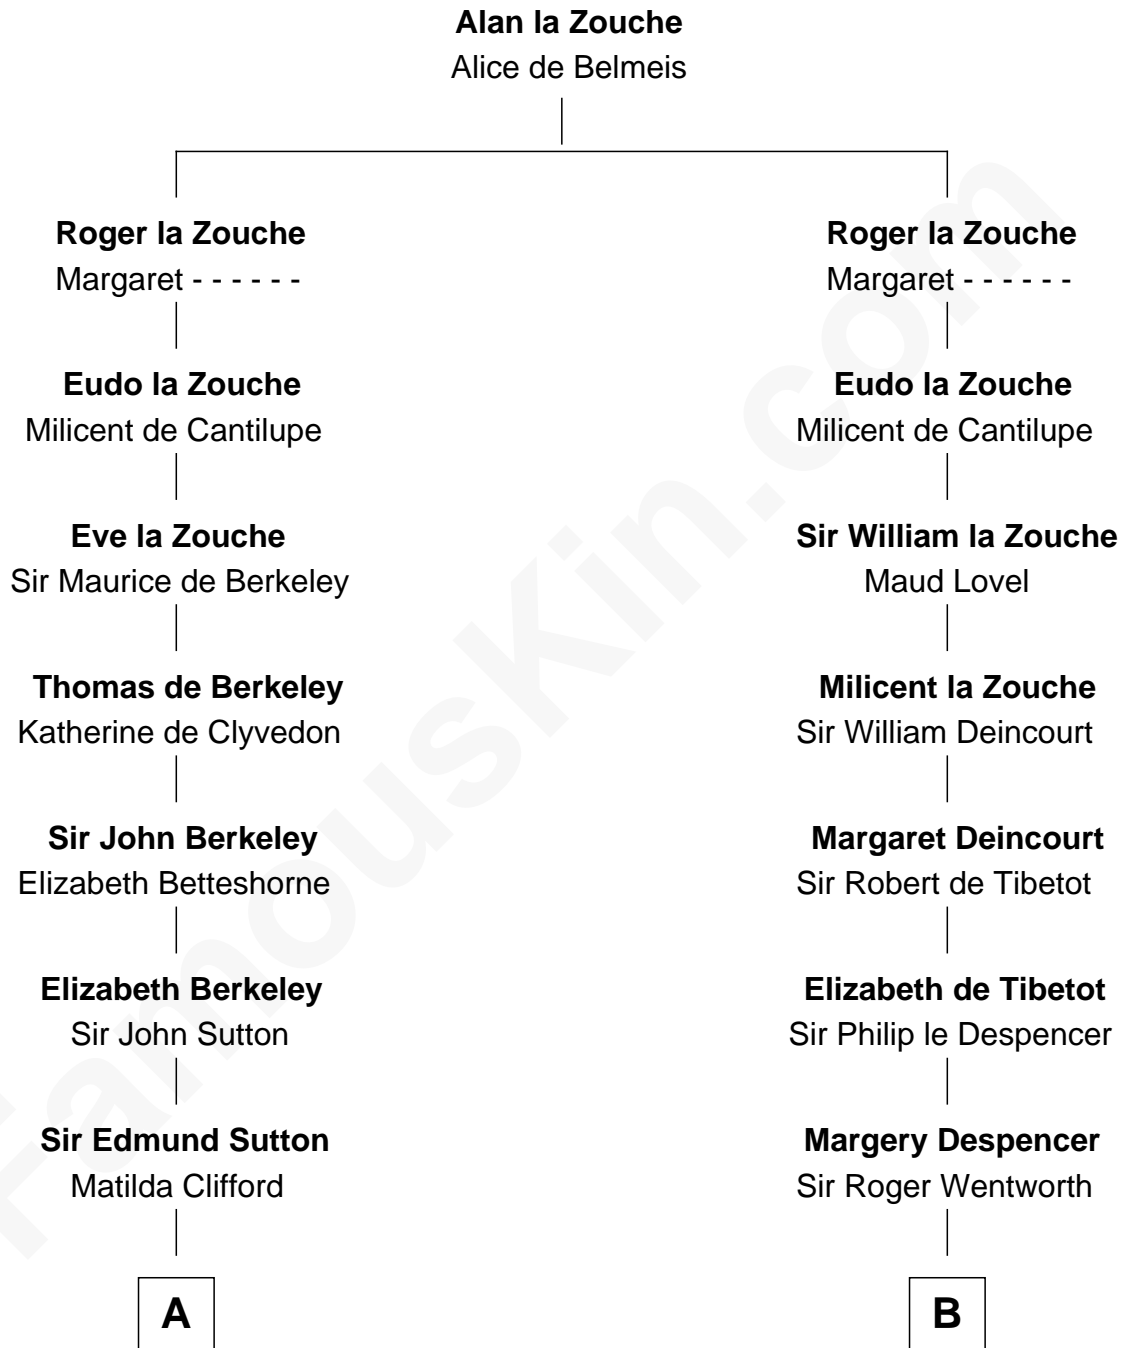 Alan la Zouche
Alice de Belmeis
Roger la Zouche
Margaret - - - - - -
Eudo la Zouche
Milicent de Cantilupe
Eve la Zouche
Sir Maurice de Berkeley
Thomas de Berkeley
Katherine de Clyvedon
Sir John Berkeley
Elizabeth Betteshorne
Elizabeth Berkeley
Sir John Sutton
Sir Edmund Sutton
Matilda Clifford
A
Roger la Zouche
Margaret - - - - - -
Eudo la Zouche
Milicent de Cantilupe
Sir William la Zouche
Maud Lovel
Milicent la Zouche
Sir William Deincourt
Margaret Deincourt
Sir Robert de Tibetot
Elizabeth de Tibetot
Sir Philip le Despencer
Margery Despencer
Sir Roger Wentworth
B
FamousKin.com